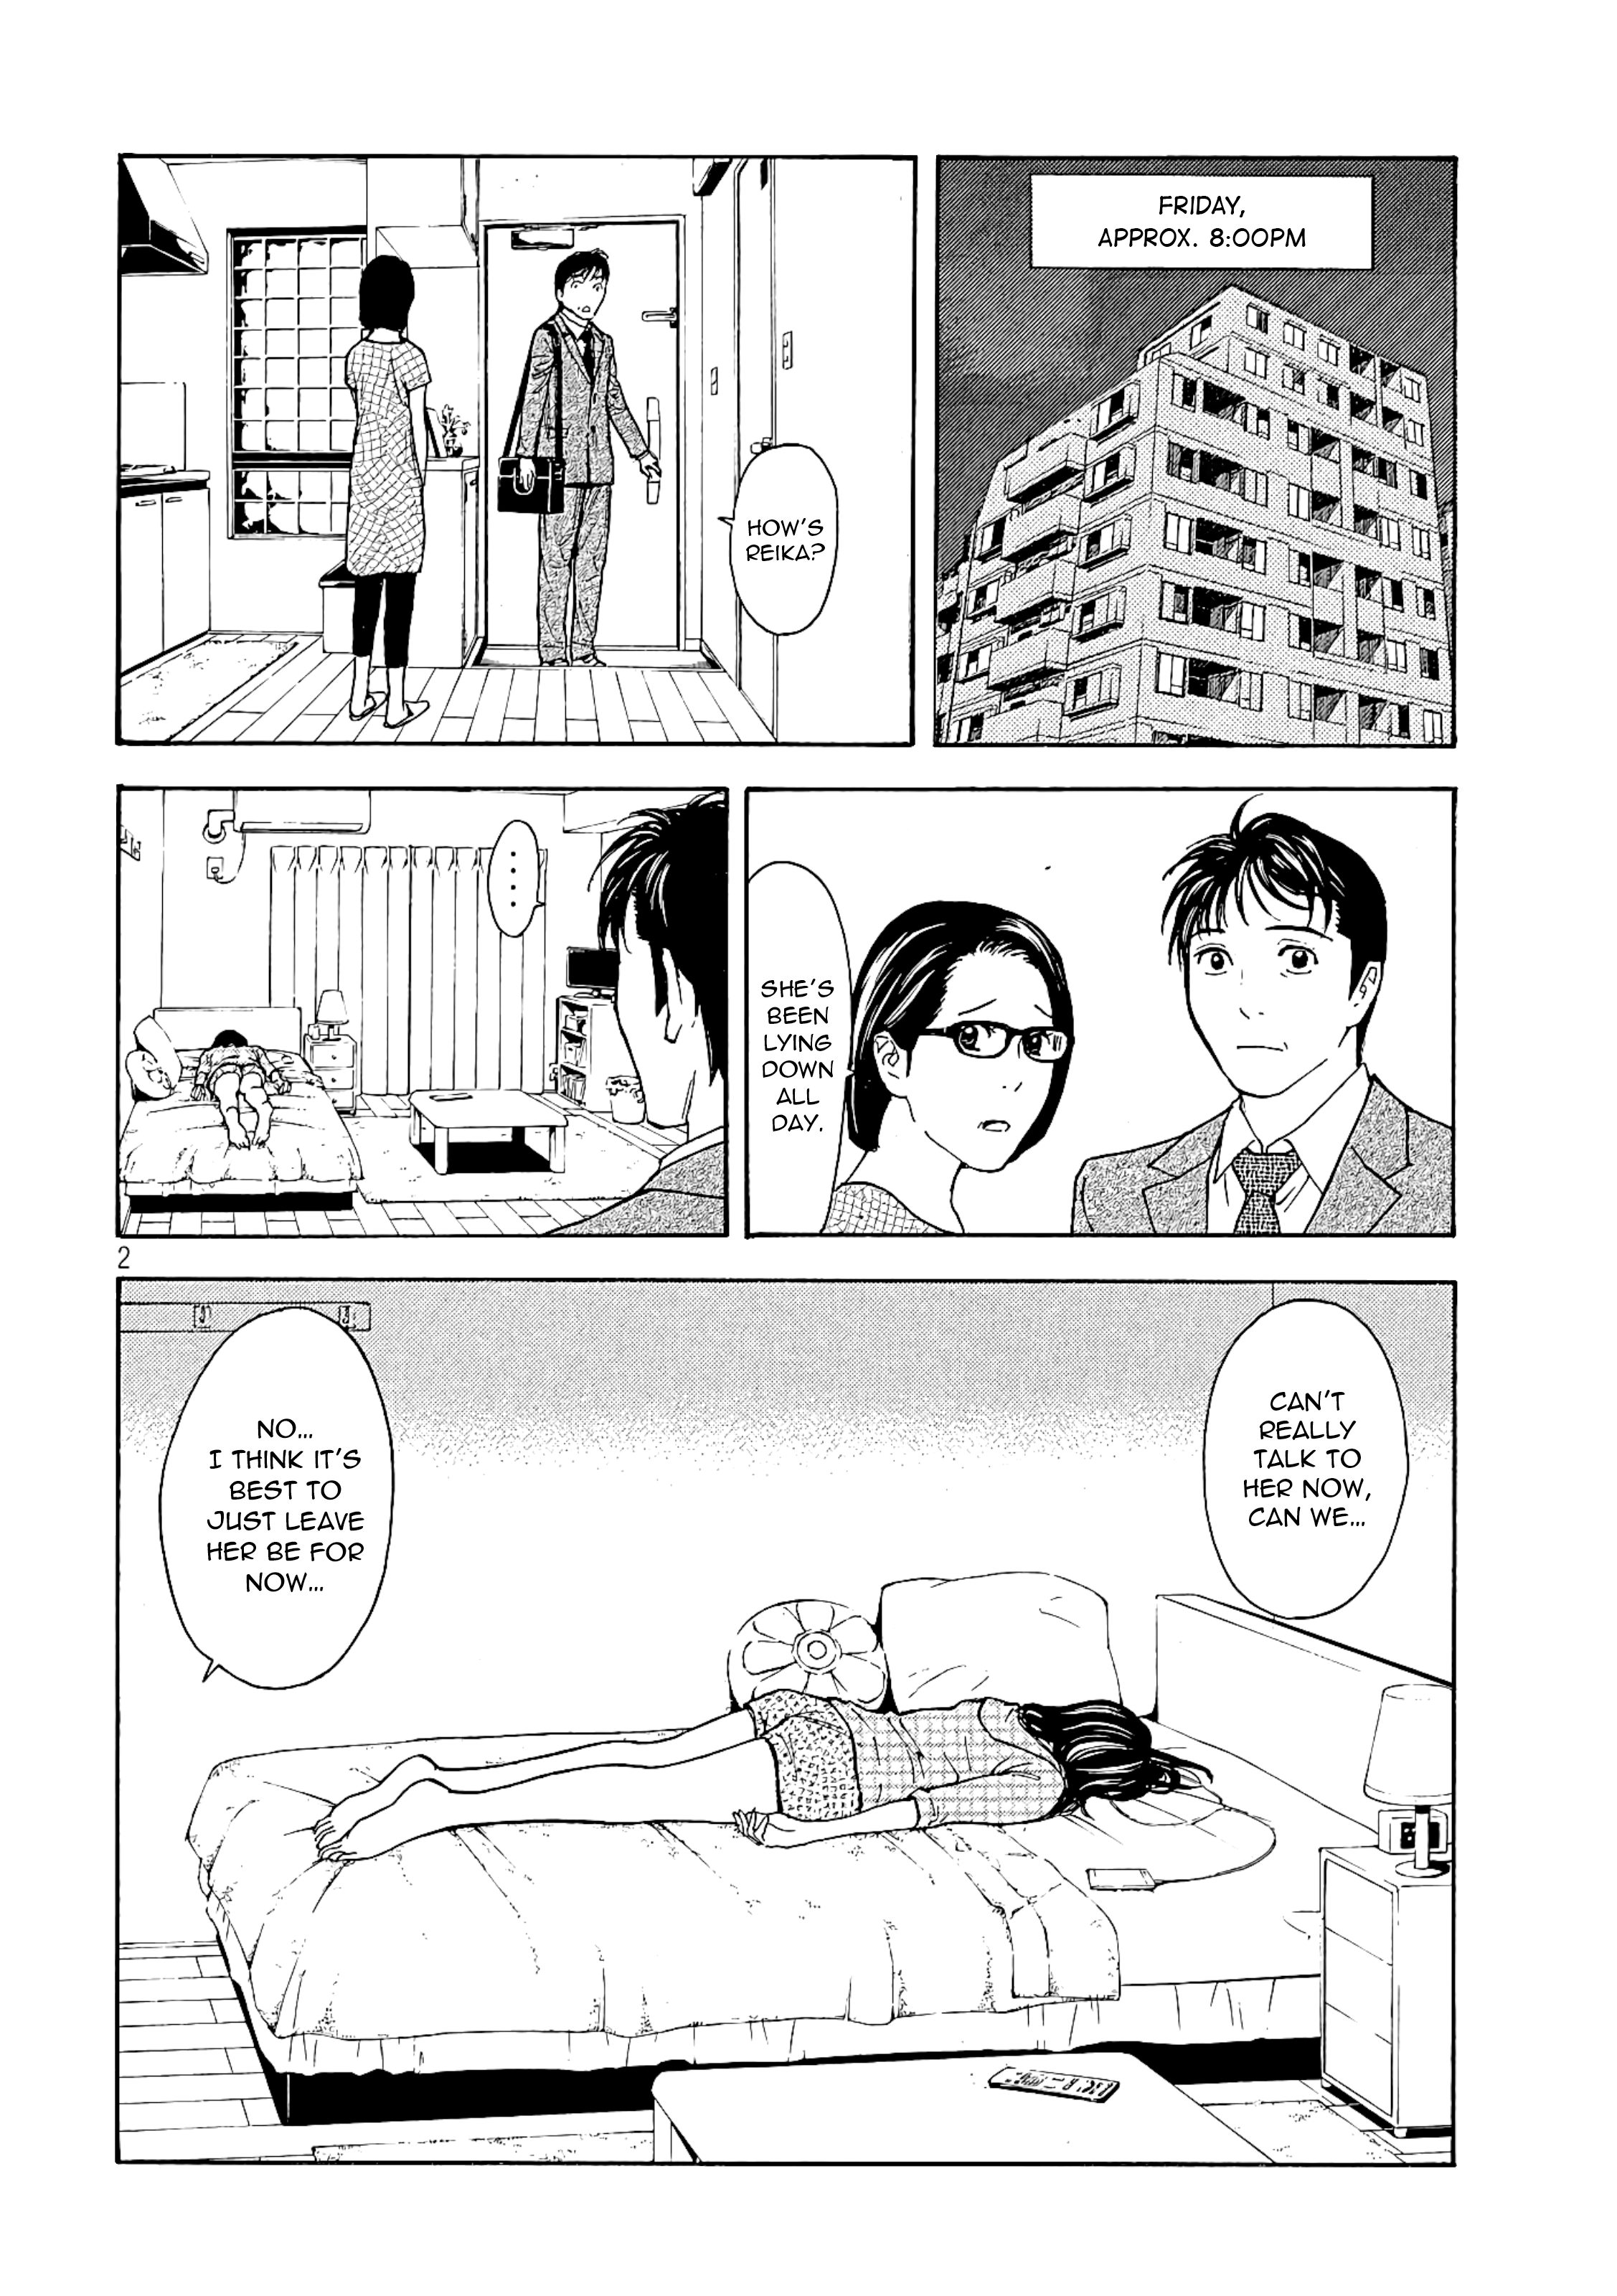 FRIDAY,
APPROX. 8:00PM
HOW'S
REIKA?
SHE'S
BEEN
LYING
DOWN
ALL
DAY.
....
2
CAN'T
REALLY
TALK TO
HER NOW,
CAN WE...
NO...
I THINK IT'S
BEST TO
JUST LEAVE
HER BE FOR
NOW...